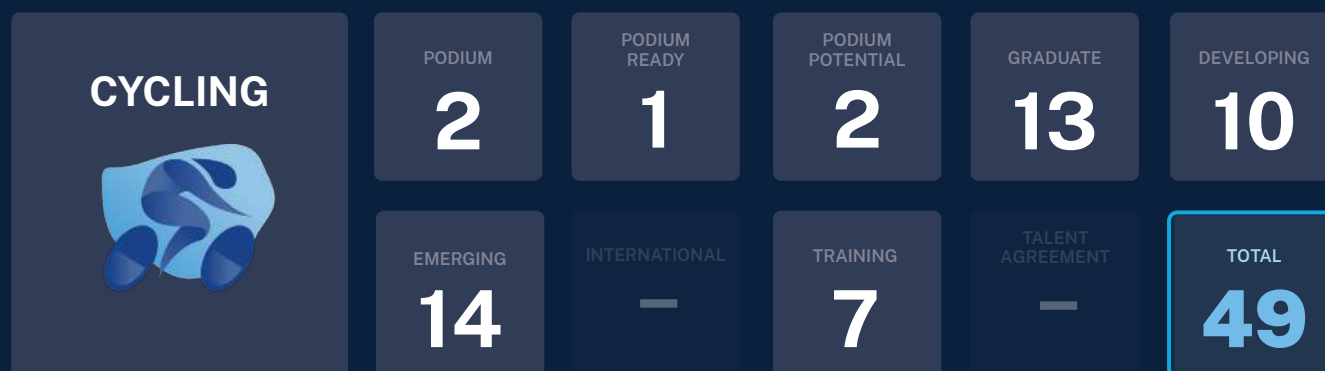 CYCLING
PODIUM
2
PODIUM
READY
1
PODIUM
POTENTIAL
2
GRADUATE
13
DEVELOPING
10
EMERGING
14
INTERNATIONAL
–
TRAINING
7
TALENT
AGREEMENT
–
TOTAL
49